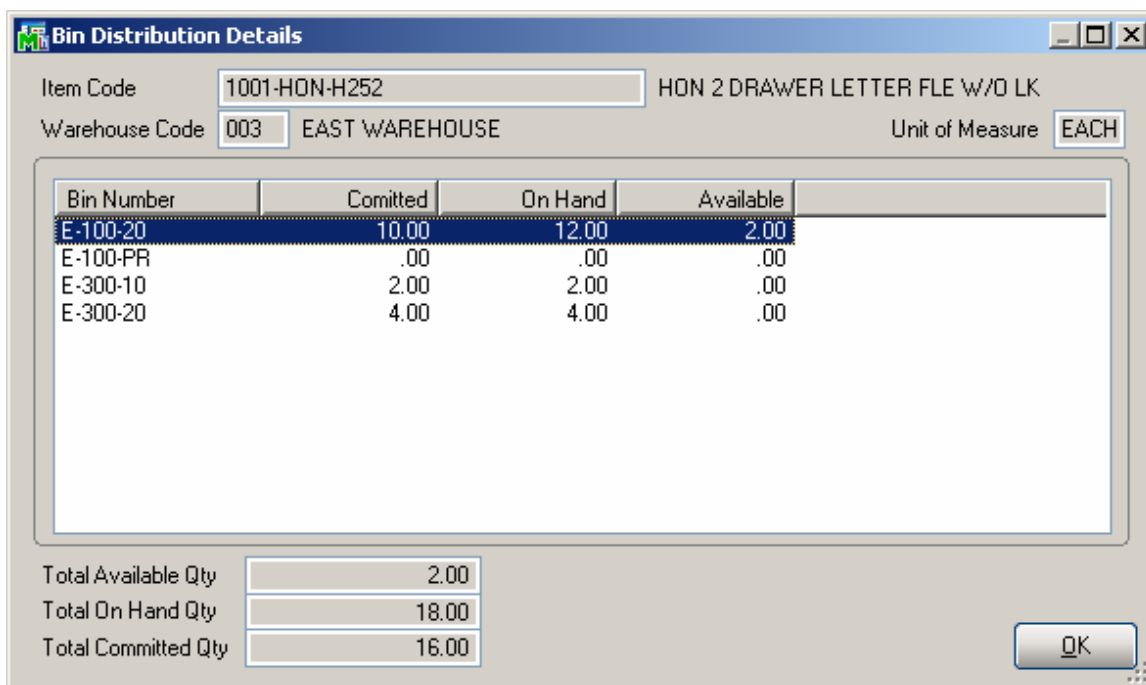 Bin Distribution Details
Item Code 1001-HON-H252 HON 2 DRAWER LETTER FLE W/O LK
Warehouse Code 003 EAST WAREHOUSE Unit of Measure EACH
Bin Number Comitted On Hand Available
E-100-20 10.00 12.00 2.00
E-100-PR .00 .00 .00
E-300-10 2.00 2.00 .00
E-300-20 4.00 4.00 .00
Total Available Qty 2.00
Total On Hand Qty 18.00
Total Committed Qty 16.00
OK